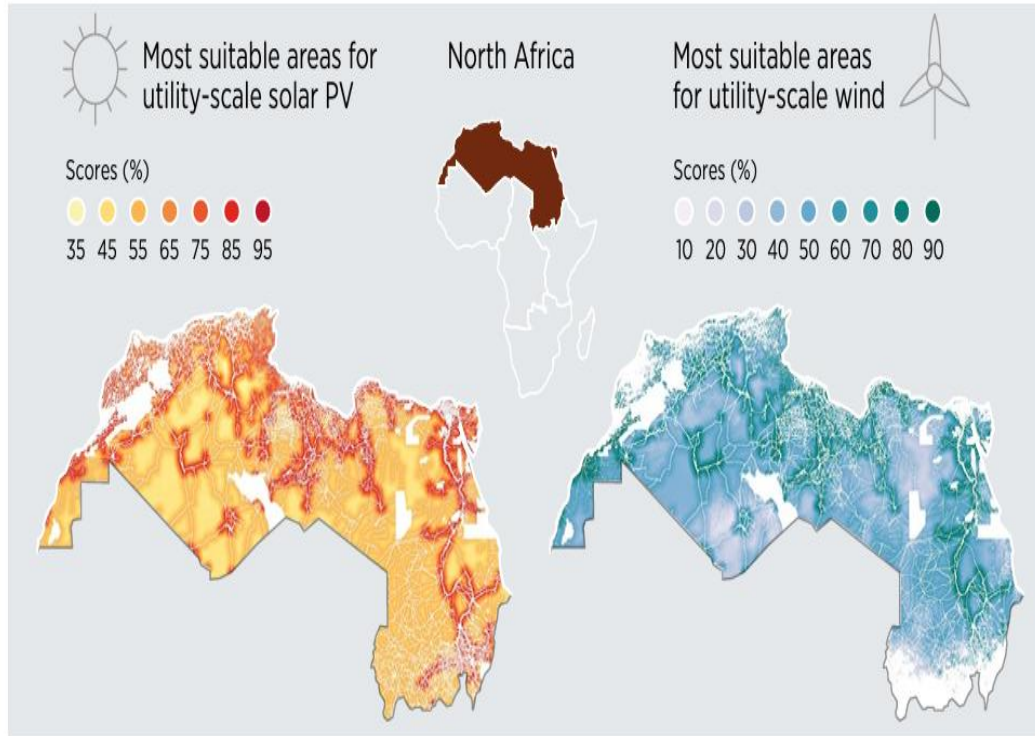 Most suitable areas for
utility-scale solar PV
North Africa
Most suitable areas
for utility-scale wind
Scores (%)
35 45 55 65 75 85 95
Scores (%)
10 20 30 40 50 60 70 80 90